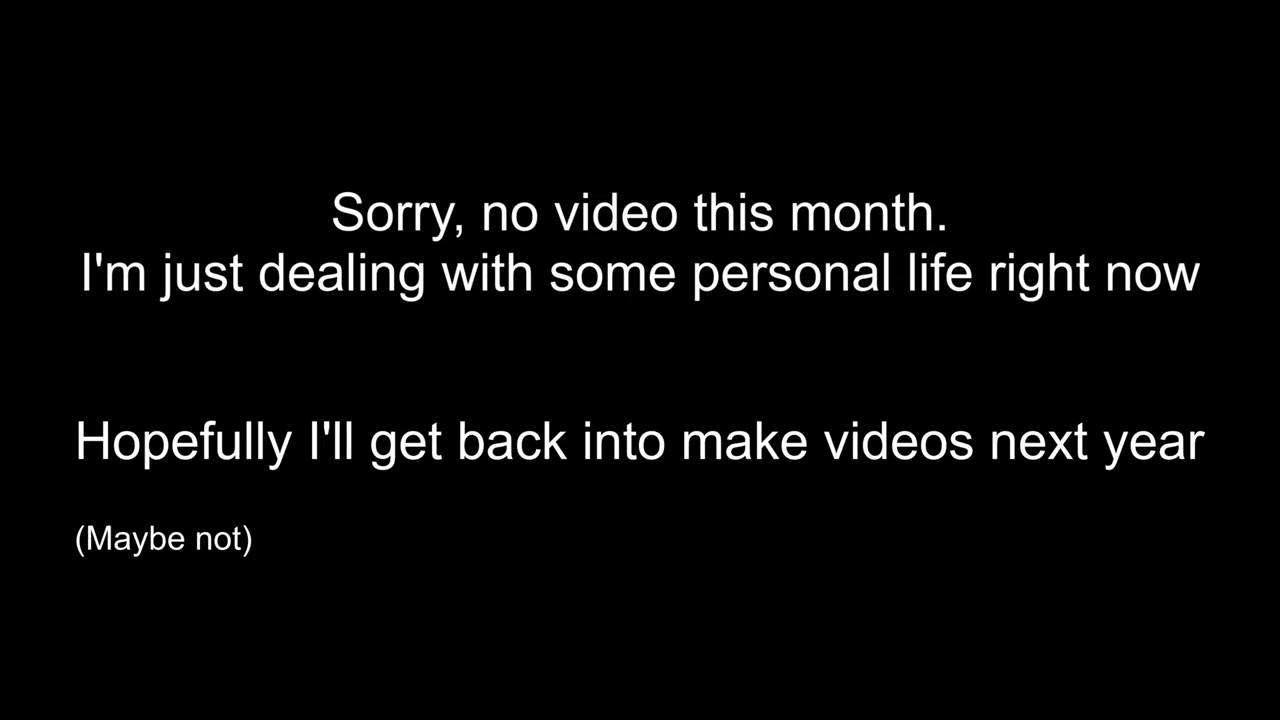 Sorry, no video this month.
I'm just dealing with some personal life right now
Hopefully I'll get back into make videos next year
(Maybe not)